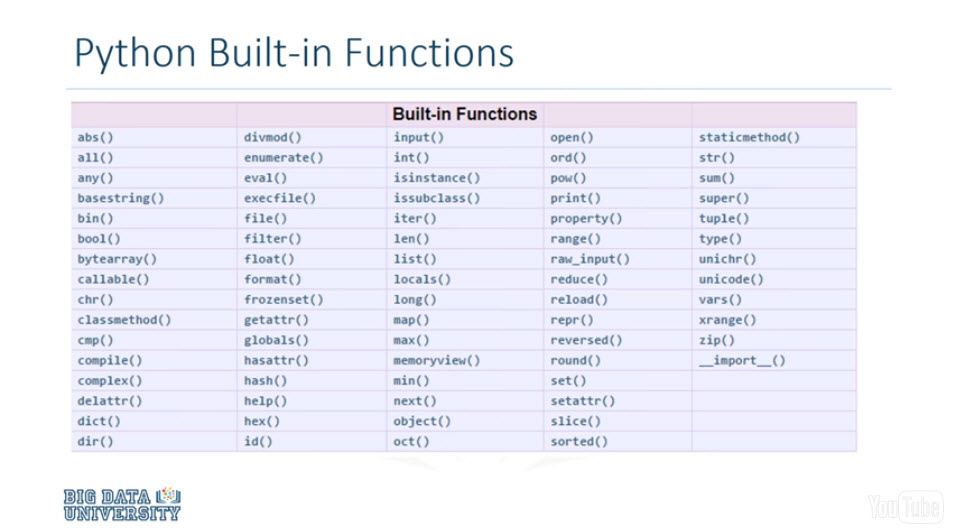 Python Built-in Functions
Built-in Functions
abs() divmod() input() open() staticmethod()
all() enumerate() int() ord() str()
any() eval() isinstance() pow() sum()
basestring() execfile() issubclass() print() super()
bin() file() iter() property() tuple()
bool() filter() len() range() type()
bytearray() float() list() raw_input() unichr()
callable() format() locals() reduce() unicode()
chr() frozenset() long() reload() vars()
classmethod() getattr() map() repr() xrange()
cmp() globals() max() reversed() zip()
compile() hasattr() memoryview() round() __import__()
complex() hash() min() set()
delattr() help() next() setattr()
dict() hex() object() slice()
dir() id() oct() sorted()
BIG DATA
UNIVERSITY
YouTube